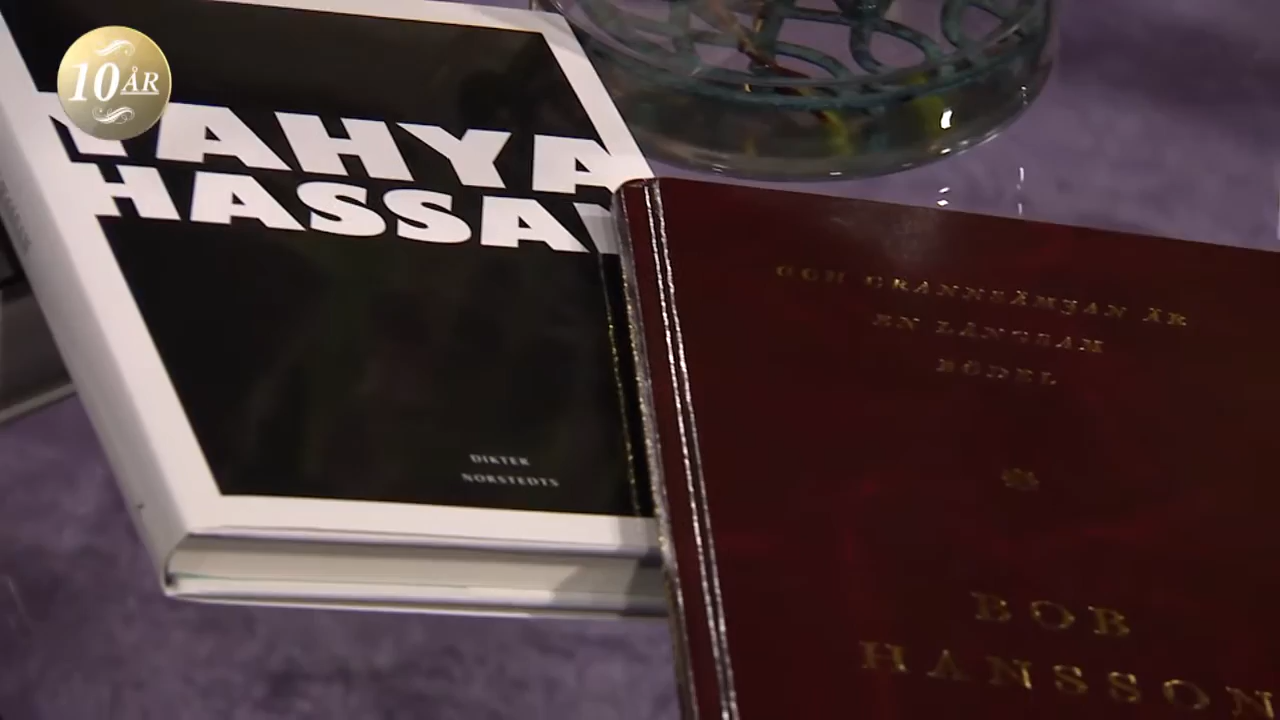 10 ÅR
YAHYA
HASSAN
DIKTER
NORSTEDTS
OCH GRANNSÄMJAN ÄR
EN LÅNGSAM
BÖDEL
BOB
HANSSON